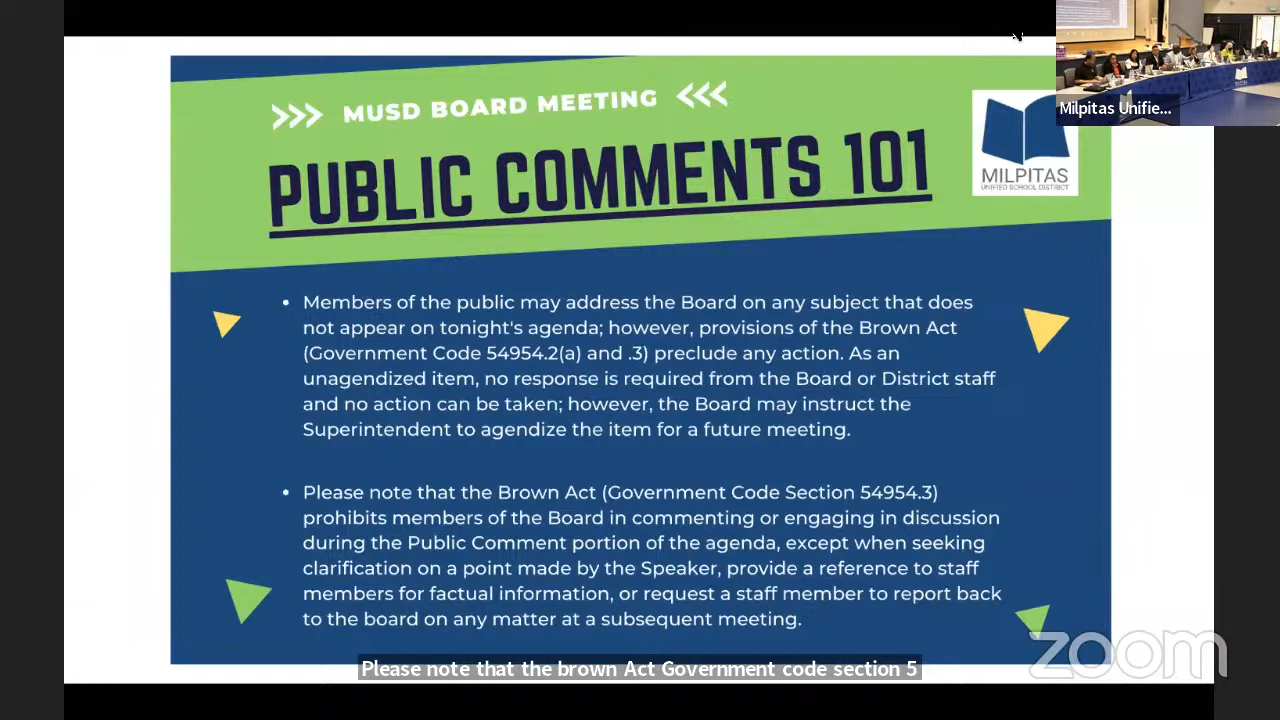 >>> MUSD BOARD MEETING <<<
PUBLIC COMMENTS 101
Milpitas Unifie...
MILPITAS
UNIFIED SCHOOL DISTRICT
• Members of the public may address the Board on any subject that does
not appear on tonight's agenda; however, provisions of the Brown Act
(Government Code 54954.2(a) and .3) preclude any action. As an
unagendized item, no response is required from the Board or District staff
and no action can be taken; however, the Board may instruct the
Superintendent to agendize the item for a future meeting.
• Please note that the Brown Act (Government Code Section 54954.3)
prohibits members of the Board in commenting or engaging in discussion
during the Public Comment portion of the agenda, except when seeking
clarification on a point made by the Speaker, provide a reference to staff
members for factual information, or request a staff member to report back
to the board on any matter at a subsequent meeting.
Please note that the brown Act Government code section 5
zoom